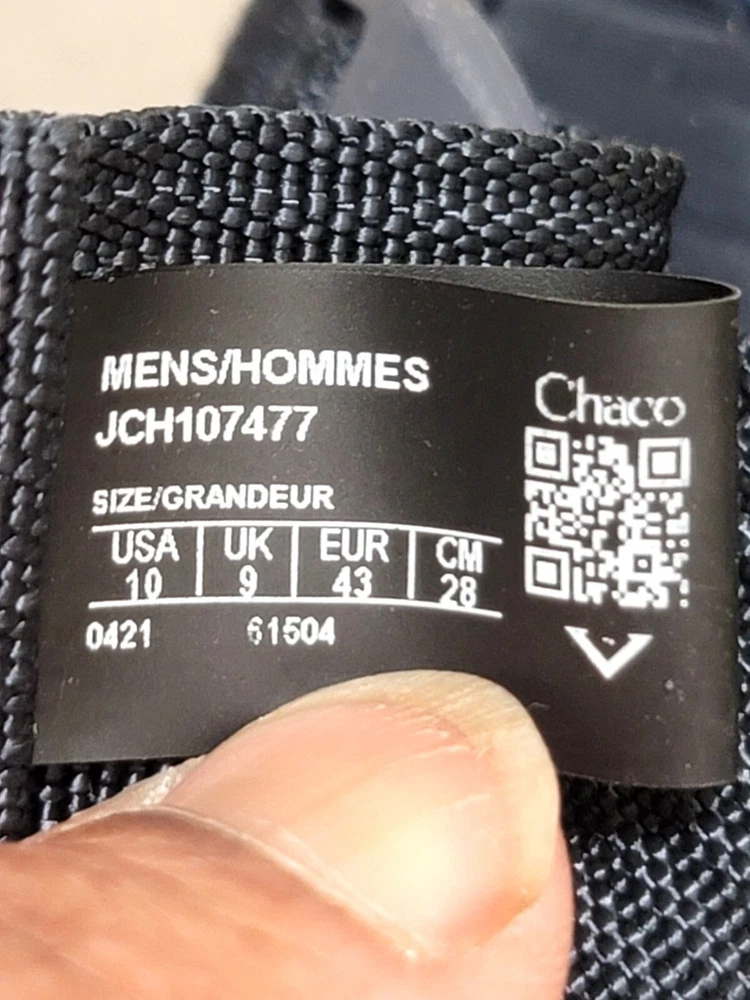 MENS/HOMMES
JCH107477
Chaco
SIZE/GRANDEUR
USA UK EUR CM
10 9 43 28
0421 61504